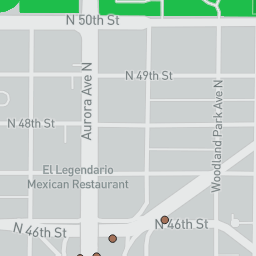 N 50th St
N 49th St
Aurora Ave N
Woodland Park Ave N
N 48th St
El Legendario
Mexican Restaurant
N 46th St
N 46th St